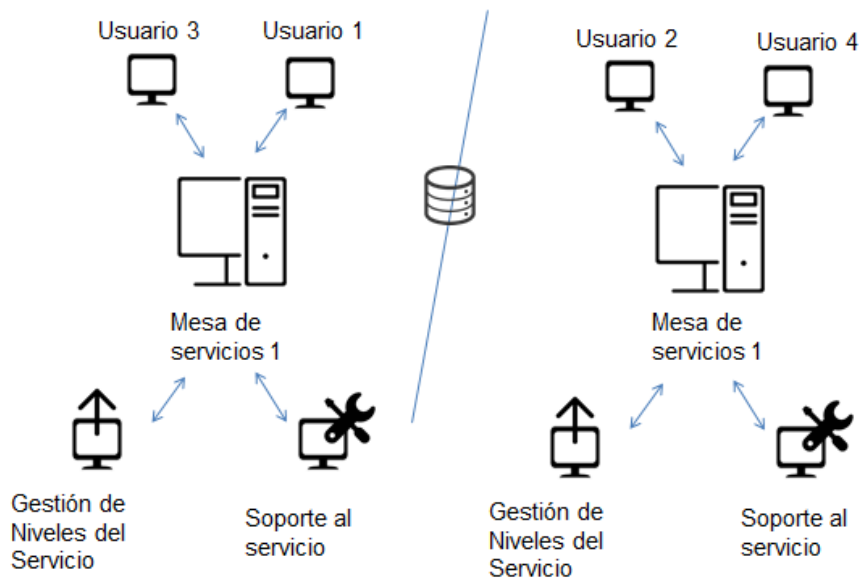 Usuario 3
Usuario 1
Usuario 2
Usuario 4
Mesa de
servicios 1
Mesa de
servicios 1
Gestión de
Niveles del
Servicio
Soporte al
servicio
Gestión de
Niveles del
Servicio
Soporte al
servicio